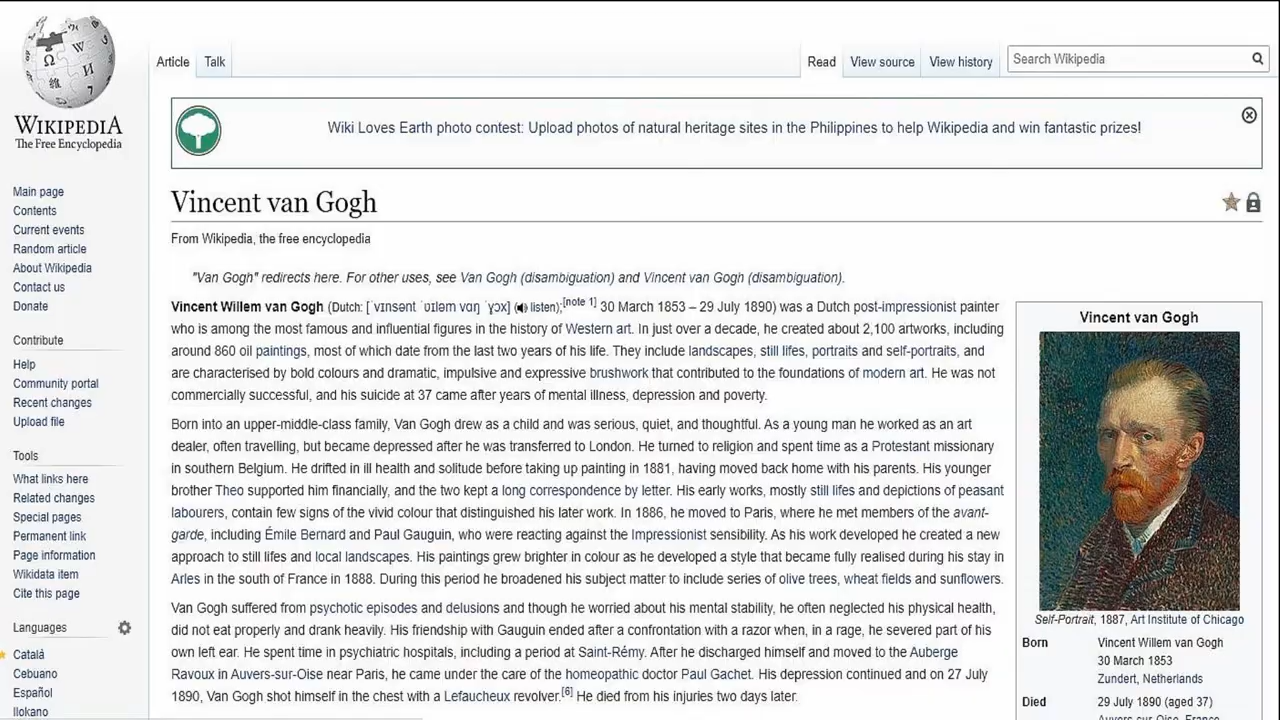 WIKIPEDIA
The Free Encyclopedia
Main page
Contents
Current events
Random article
About Wikipedia
Contact us
Donate
Contribute
Help
Community portal
Recent changes
Upload file
Tools
What links here
Related changes
Special pages
Permanent link
Page information
Wikidata item
Cite this page
Languages
Català
Cebuano
Español
Ilokano
Article Talk
Read View source View history Search Wikipedia
Wiki Loves Earth photo contest: Upload photos of natural heritage sites in the Philippines to help Wikipedia and win fantastic prizes!
Vincent van Gogh
From Wikipedia, the free encyclopedia
"Van Gogh" redirects here. For other uses, see Van Gogh (disambiguation) and Vincent van Gogh (disambiguation).
Vincent Willem van Gogh (Dutch: [ˈvɪnsɛnt ˈʋɪləm vɑŋ ˈɣɔx] (listen);[note 1] 30 March 1853 – 29 July 1890) was a Dutch post-impressionist painter
who is among the most famous and influential figures in the history of Western art. In just over a decade, he created about 2,100 artworks, including
around 860 oil paintings, most of which date from the last two years of his life. They include landscapes, still lifes, portraits and self-portraits, and
are characterised by bold colours and dramatic, impulsive and expressive brushwork that contributed to the foundations of modern art. He was not
commercially successful, and his suicide at 37 came after years of mental illness, depression and poverty.
Born into an upper-middle-class family, Van Gogh drew as a child and was serious, quiet, and thoughtful. As a young man he worked as an art
dealer, often travelling, but became depressed after he was transferred to London. He turned to religion and spent time as a Protestant missionary
in southern Belgium. He drifted in ill health and solitude before taking up painting in 1881, having moved back home with his parents. His younger
brother Theo supported him financially, and the two kept a long correspondence by letter. His early works, mostly still lifes and depictions of peasant
labourers, contain few signs of the vivid colour that distinguished his later work. In 1886, he moved to Paris, where he met members of the avant-
garde, including Émile Bernard and Paul Gauguin, who were reacting against the Impressionist sensibility. As his work developed he created a new
approach to still lifes and local landscapes. His paintings grew brighter in colour as he developed a style that became fully realised during his stay in
Arles in the south of France in 1888. During this period he broadened his subject matter to include series of olive trees, wheat fields and sunflowers.
Van Gogh suffered from psychotic episodes and delusions and though he worried about his mental stability, he often neglected his physical health,
did not eat properly and drank heavily. His friendship with Gauguin ended after a confrontation with a razor when, in a rage, he severed part of his
own left ear. He spent time in psychiatric hospitals, including a period at Saint-Rémy. After he discharged himself and moved to the Auberge
Ravoux in Auvers-sur-Oise near Paris, he came under the care of the homeopathic doctor Paul Gachet. His depression continued and on 27 July
1890, Van Gogh shot himself in the chest with a Lefaucheux revolver.[6] He died from his injuries two days later.
Vincent van Gogh
Self-Portrait, 1887, Art Institute of Chicago
Born Vincent Willem van Gogh
30 March 1853
Zundert, Netherlands
Died 29 July 1890 (aged 37)
Auvers-sur-Oise, France